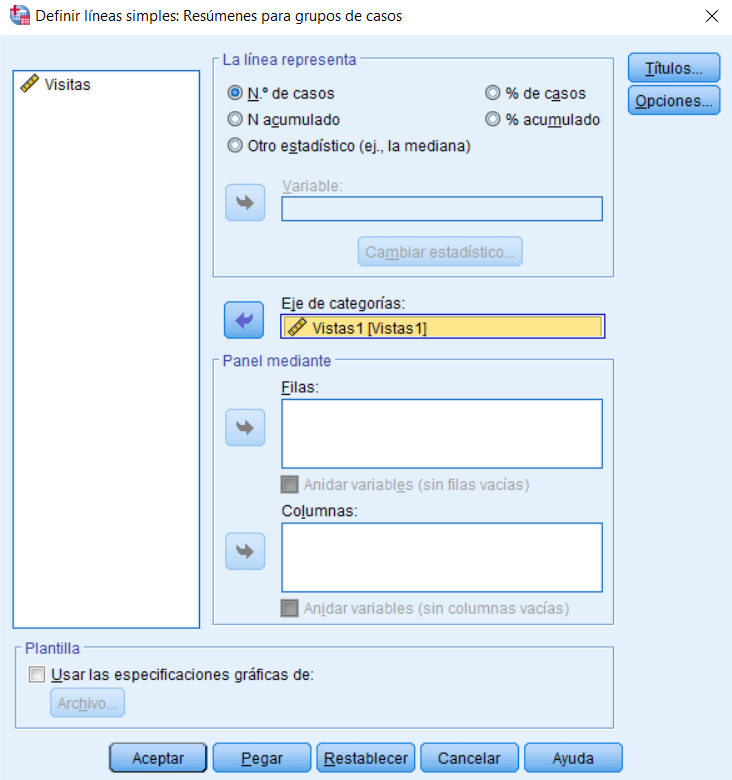 Definir líneas simples: Resúmenes para grupos de casos
Visitas
La línea representa
N.º de casos
% de casos
N acumulado
% acumulado
Otro estadístico (ej., la mediana)
Variable:
Cambiar estadístico...
Títulos...
Opciones...
Eje de categorías:
Vistas1 [Vistas1]
Panel mediante
Filas:
Anidar variables (sin filas vacías)
Columnas:
Anidar variables (sin columnas vacías)
Plantilla
Usar las especificaciones gráficas de:
Archivo...
Aceptar Pegar Restablecer Cancelar Ayuda